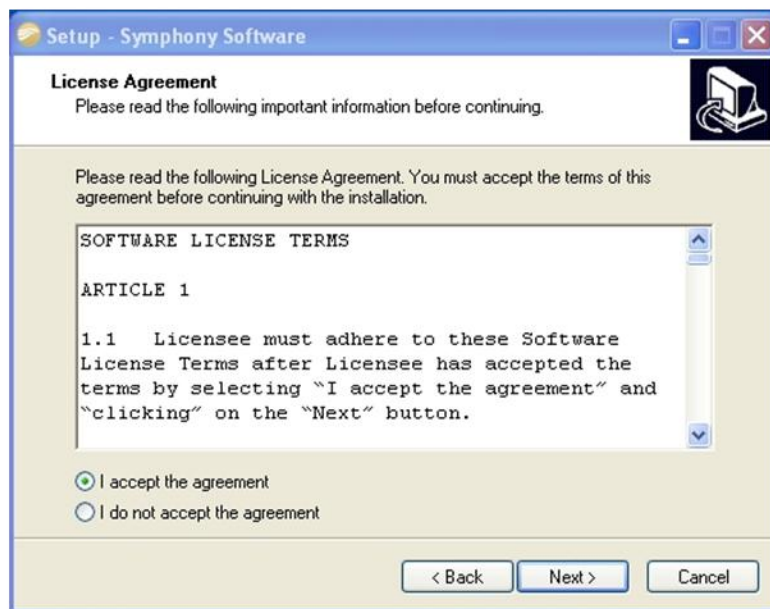 Setup - Symphony Software
License Agreement
Please read the following important information before continuing.
Please read the following License Agreement. You must accept the terms of this
agreement before continuing with the installation.
SOFTWARE LICENSE TERMS
ARTICLE 1
1.1   Licensee must adhere to these Software
License Terms after Licensee has accepted the
terms by selecting “I accept the agreement” and
“clicking” on the “Next” button.
I accept the agreement
I do not accept the agreement
< Back   Next >   Cancel